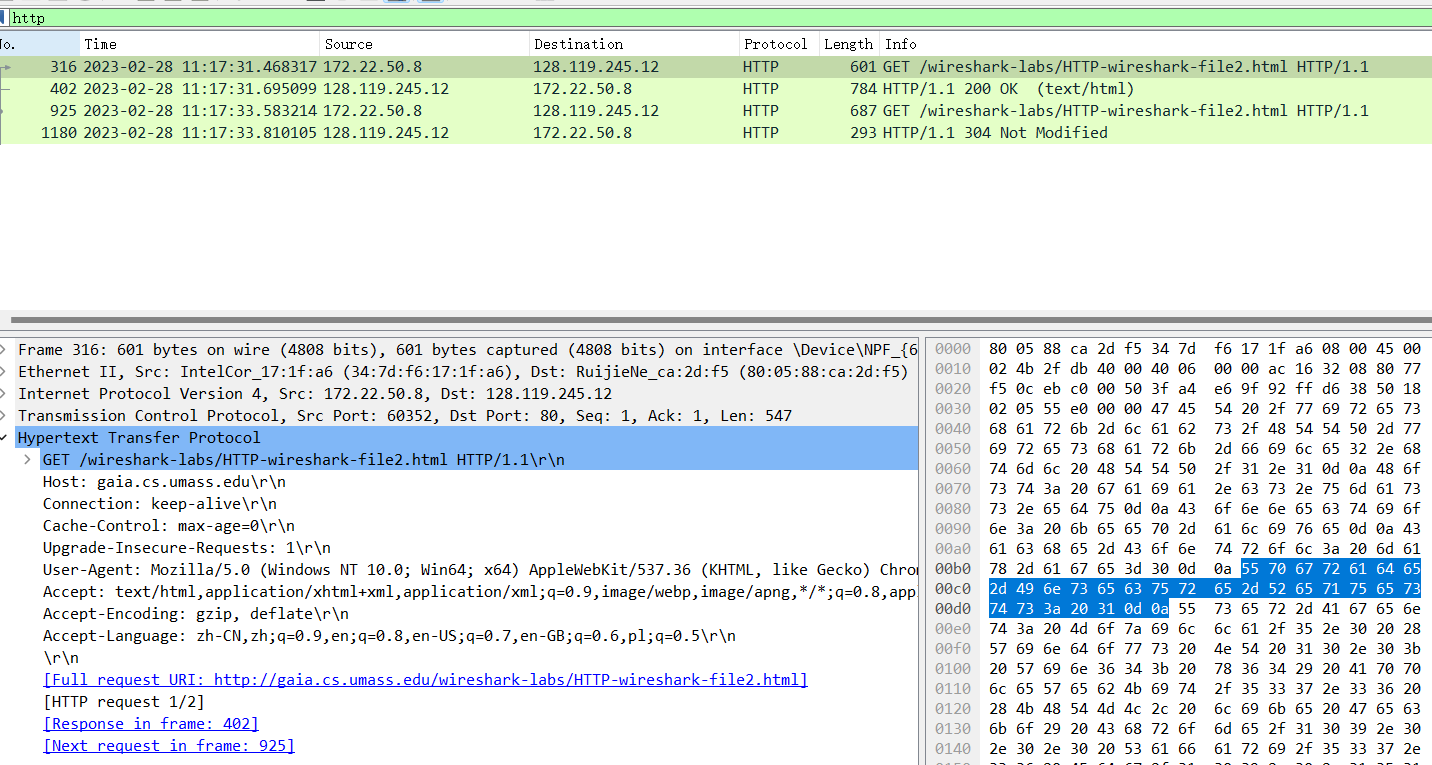 http
No. Time Source Destination Protocol Length Info
316 2023-02-28 11:17:31.468317 172.22.50.8 128.119.245.12 HTTP 601 GET /wireshark-labs/HTTP-wireshark-file2.html HTTP/1.1
402 2023-02-28 11:17:31.695099 128.119.245.12 172.22.50.8 HTTP 784 HTTP/1.1 200 OK (text/html)
925 2023-02-28 11:17:33.583214 172.22.50.8 128.119.245.12 HTTP 687 GET /wireshark-labs/HTTP-wireshark-file2.html HTTP/1.1
1180 2023-02-28 11:17:33.810105 128.119.245.12 172.22.50.8 HTTP 293 HTTP/1.1 304 Not Modified
Frame 316: 601 bytes on wire (4808 bits), 601 bytes captured (4808 bits) on interface \Device\NPF_{6
Ethernet II, Src: IntelCor_17:1f:a6 (34:7d:f6:17:1f:a6), Dst: RuijieNe_ca:2d:f5 (80:05:88:ca:2d:f5)
Internet Protocol Version 4, Src: 172.22.50.8, Dst: 128.119.245.12
Transmission Control Protocol, Src Port: 60352, Dst Port: 80, Seq: 1, Ack: 1, Len: 547
Hypertext Transfer Protocol
GET /wireshark-labs/HTTP-wireshark-file2.html HTTP/1.1\r\n
Host: gaia.cs.umass.edu\r\n
Connection: keep-alive\r\n
Cache-Control: max-age=0\r\n
Upgrade-Insecure-Requests: 1\r\n
User-Agent: Mozilla/5.0 (Windows NT 10.0; Win64; x64) AppleWebKit/537.36 (KHTML, like Gecko) Chro
Accept: text/html,application/xhtml+xml,application/xml;q=0.9,image/webp,image/apng,*/*;q=0.8,app
Accept-Encoding: gzip, deflate\r\n
Accept-Language: zh-CN,zh;q=0.9,en;q=0.8,en-US;q=0.7,en-GB;q=0.6,pl;q=0.5\r\n
\r\n
[Full request URI: http://gaia.cs.umass.edu/wireshark-labs/HTTP-wireshark-file2.html]
[HTTP request 1/2]
[Response in frame: 402]
[Next request in frame: 925]
0000 80 05 88 ca 2d f5 34 7d f6 17 1f a6 08 00 45 00
0010 02 4b 2f db 40 00 40 06 00 00 ac 16 32 08 80 77
0020 f5 0c eb c0 00 50 3f a4 e6 9f 92 ff d6 38 50 18
0030 02 05 55 e0 00 00 47 45 54 20 2f 77 69 72 65 73
0040 68 61 72 6b 2d 6c 61 62 73 2f 48 54 54 50 2d 77
0050 69 72 65 73 68 61 72 6b 2d 66 69 6c 65 32 2e 68
0060 74 6d 6c 20 48 54 54 50 2f 31 2e 31 0d 0a 48 6f
0070 73 74 3a 20 67 61 69 61 2e 63 73 2e 75 6d 61 73
0080 73 2e 65 64 75 0d 0a 43 6f 6e 6e 65 63 74 69 6f
0090 6e 3a 20 6b 65 65 70 2d 61 6c 69 76 65 0d 0a 43
00a0 61 63 68 65 2d 43 6f 6e 74 72 6f 6c 3a 20 6d 61
00b0 78 2d 61 67 65 3d 30 0d 0a 55 70 67 72 61 64 65
00c0 2d 49 6e 73 65 63 75 72 65 2d 52 65 71 75 65 73
00d0 74 73 3a 20 31 0d 0a 55 73 65 72 2d 41 67 65 6e
00e0 74 3a 20 4d 6f 7a 69 6c 6c 61 2f 35 2e 30 20 28
00f0 57 69 6e 64 6f 77 73 20 4e 54 20 31 30 2e 30 3b
0100 20 57 69 6e 36 34 3b 20 78 36 34 29 20 41 70 70
0110 6c 65 57 65 62 4b 69 74 2f 35 33 37 2e 33 36 20
0120 28 4b 48 54 4d 4c 2c 20 6c 69 6b 65 20 47 65 63
0130 6b 6f 29 20 43 68 72 6f 6d 65 2f 31 30 39 2e 30
0140 2e 30 2e 30 20 53 61 66 61 72 69 2f 35 33 37 2e